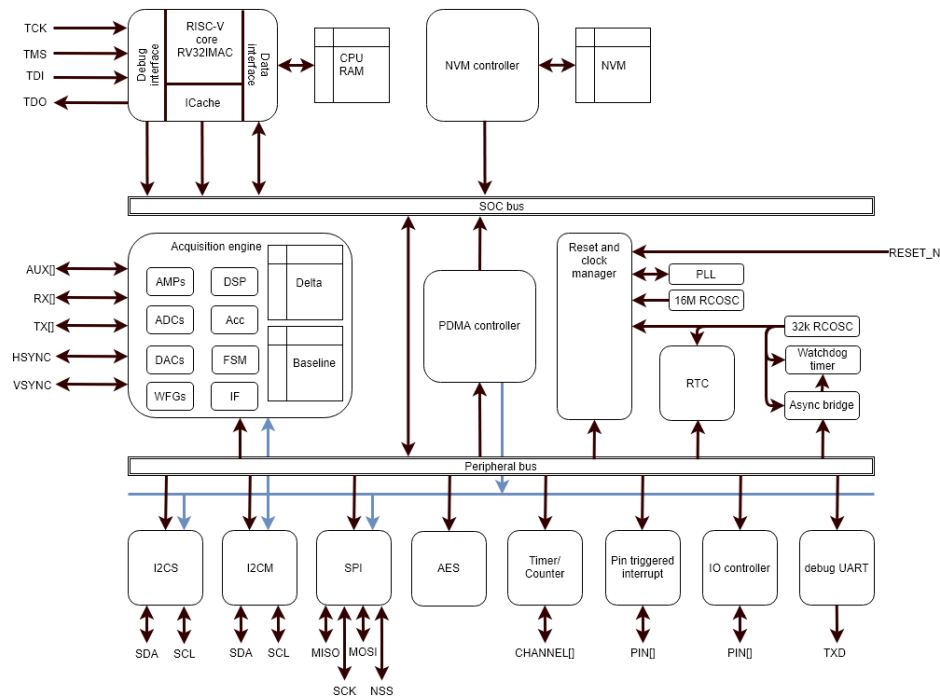 TCK
TMS
TDI
TDO
Debug
interface
RISC-V
core
RV32IMAC
ICache
Data
interface
CPU
RAM
NVM controller
NVM
SOC bus
Acquisition engine
AUX[]
RX[]
TX[]
HSYNC
VSYNC
AMPs
DSP
ADCs
Acc
DACs
FSM
WFGs
IF
Delta
Baseline
PDMA controller
Reset and
clock
manager
RESET_N
PLL
16M RCOSC
32k RCOSC
RTC
Watchdog
timer
Async bridge
Peripheral bus
I2CS
I2CM
SPI
AES
Timer/
Counter
Pin triggered
interrupt
IO controller
debug UART
SDA
SCL
SDA
SCL
MISO
MOSI
SCK
NSS
CHANNEL[]
PIN[]
PIN[]
TXD